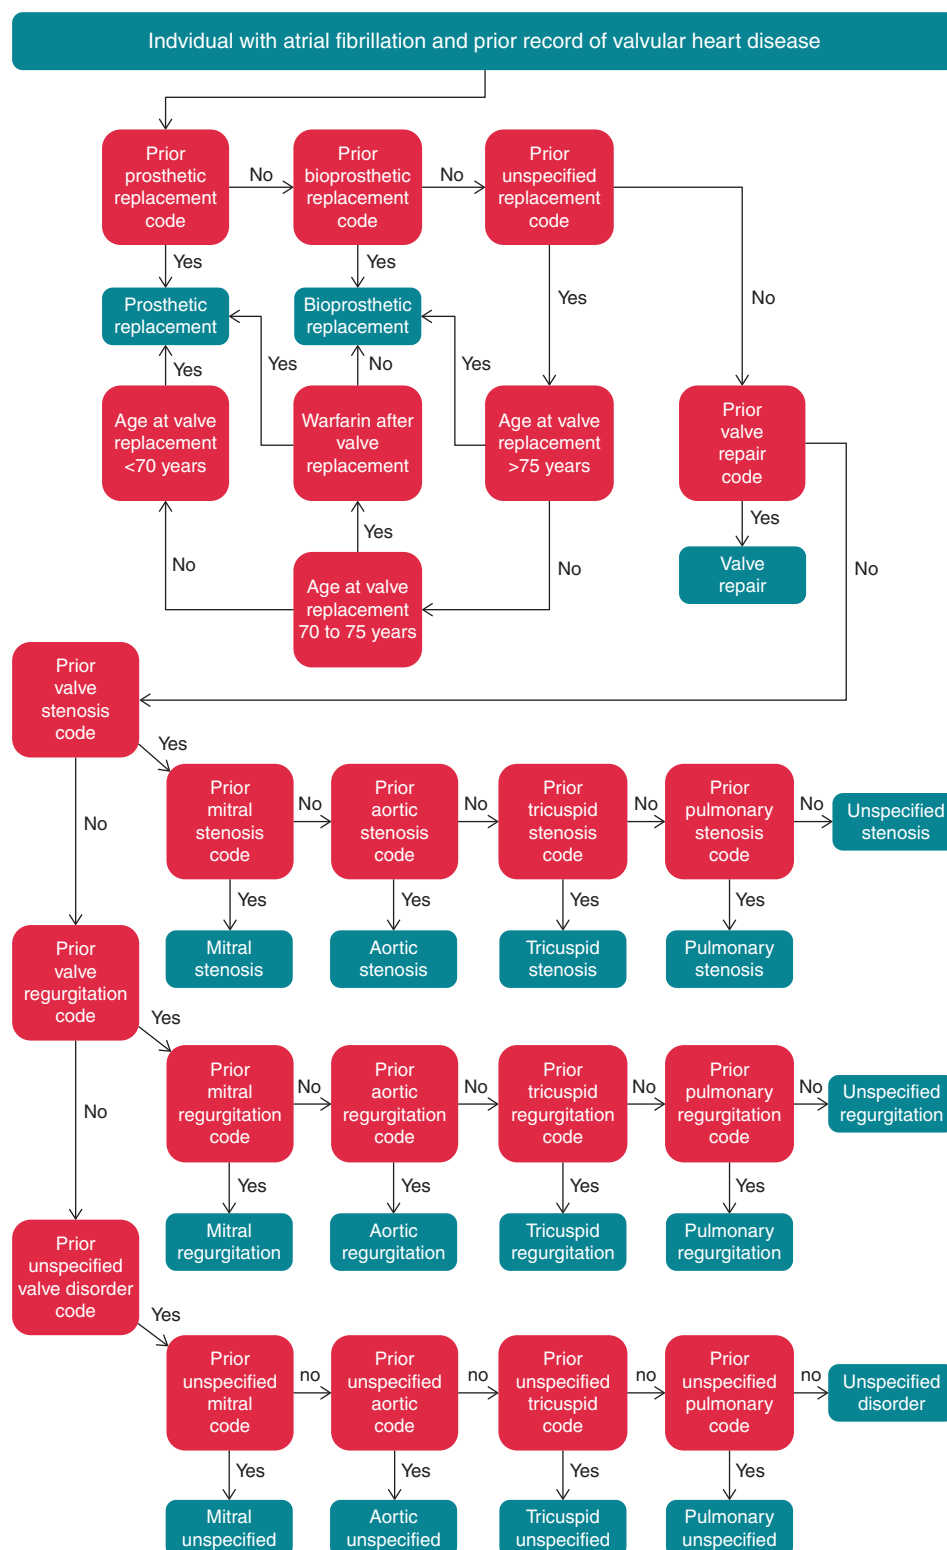 Indvidual with atrial fibrillation and prior record of valvular heart disease
Prior
prosthetic
replacement
code
No
Prior
bioprosthetic
replacement
code
No
Prior
unspecified
replacement
code
Yes
Yes
Yes
No
Prosthetic
replacement
Bioprosthetic
replacement
Yes
Yes
No
Yes
Age at valve
replacement
<70 years
Warfarin after
valve
replacement
Age at valve
replacement
>75 years
Prior
valve
repair
code
No
Yes
No
Yes
No
Age at valve
replacement
70 to 75 years
Valve
repair
Prior
valve
stenosis
code
Yes
No
Prior
mitral
stenosis
code
No
Prior
aortic
stenosis
code
No
Prior
tricuspid
stenosis
code
No
Prior
pulmonary
stenosis
code
No
Unspecified
stenosis
Yes
Yes
Yes
Yes
Mitral
stenosis
Aortic
stenosis
Tricuspid
stenosis
Pulmonary
stenosis
Prior
valve
regurgitation
code
Yes
No
Prior
mitral
regurgitation
code
No
Prior
aortic
regurgitation
code
No
Prior
tricuspid
regurgitation
code
No
Prior
pulmonary
regurgitation
code
No
Unspecified
regurgitation
Yes
Yes
Yes
Yes
Mitral
regurgitation
Aortic
regurgitation
Tricuspid
regurgitation
Pulmonary
regurgitation
Prior
unspecified
valve disorder
code
Yes
Prior
unspecified
mitral
code
no
Prior
unspecified
aortic
code
no
Prior
unspecified
tricuspid
code
no
Prior
unspecified
pulmonary
code
no
Unspecified
disorder
Yes
Yes
Yes
Yes
Mitral
unspecified
Aortic
unspecified
Tricuspid
unspecified
Pulmonary
unspecified